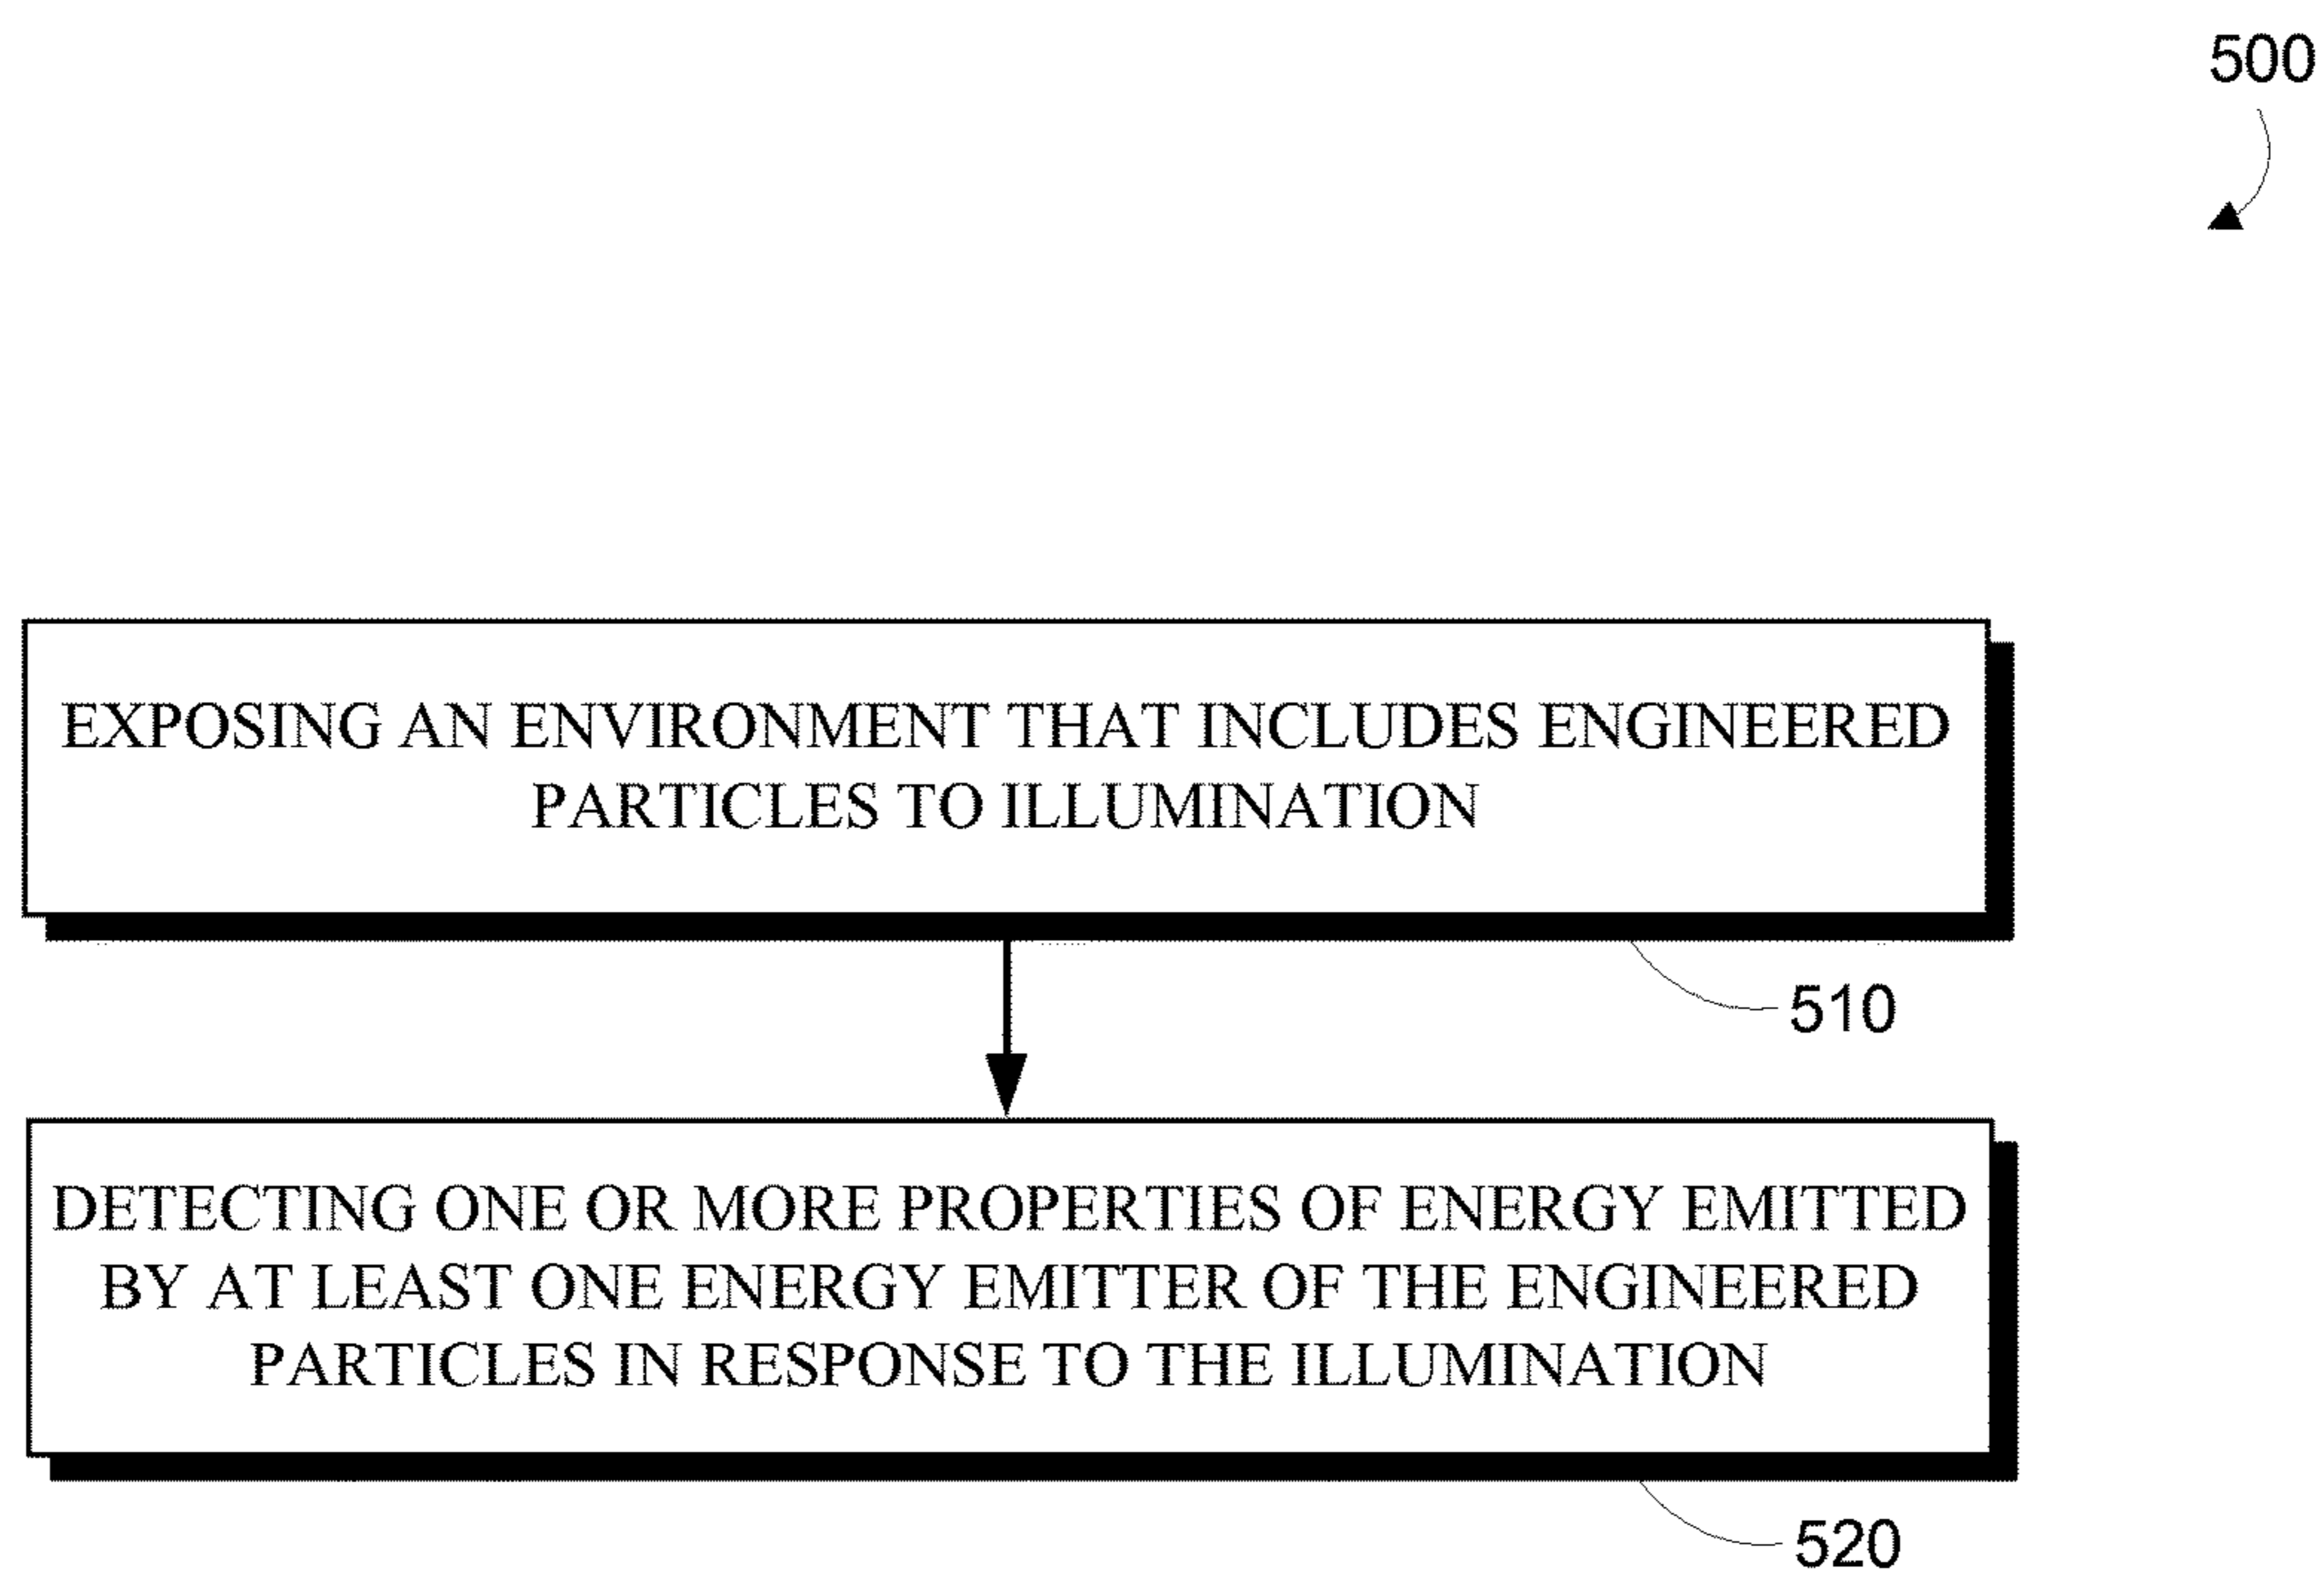 500
EXPOSING AN ENVIRONMENT THAT INCLUDES ENGINEERED
PARTICLES TO ILLUMINATION
510
DETECTING ONE OR MORE PROPERTIES OF ENERGY EMITTED
BY AT LEAST ONE ENERGY EMITTER OF THE ENGINEERED
PARTICLES IN RESPONSE TO THE ILLUMINATION
520